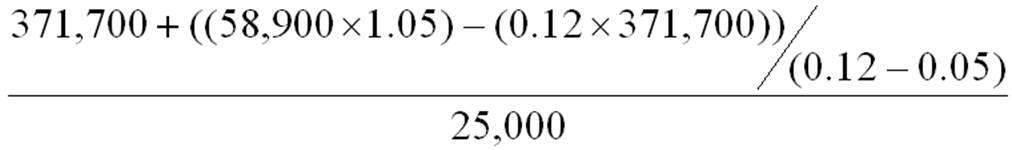 371,700 + ((58,900 × 1.05) – (0.12 × 371,700))/(0.12 – 0.05)
25,000